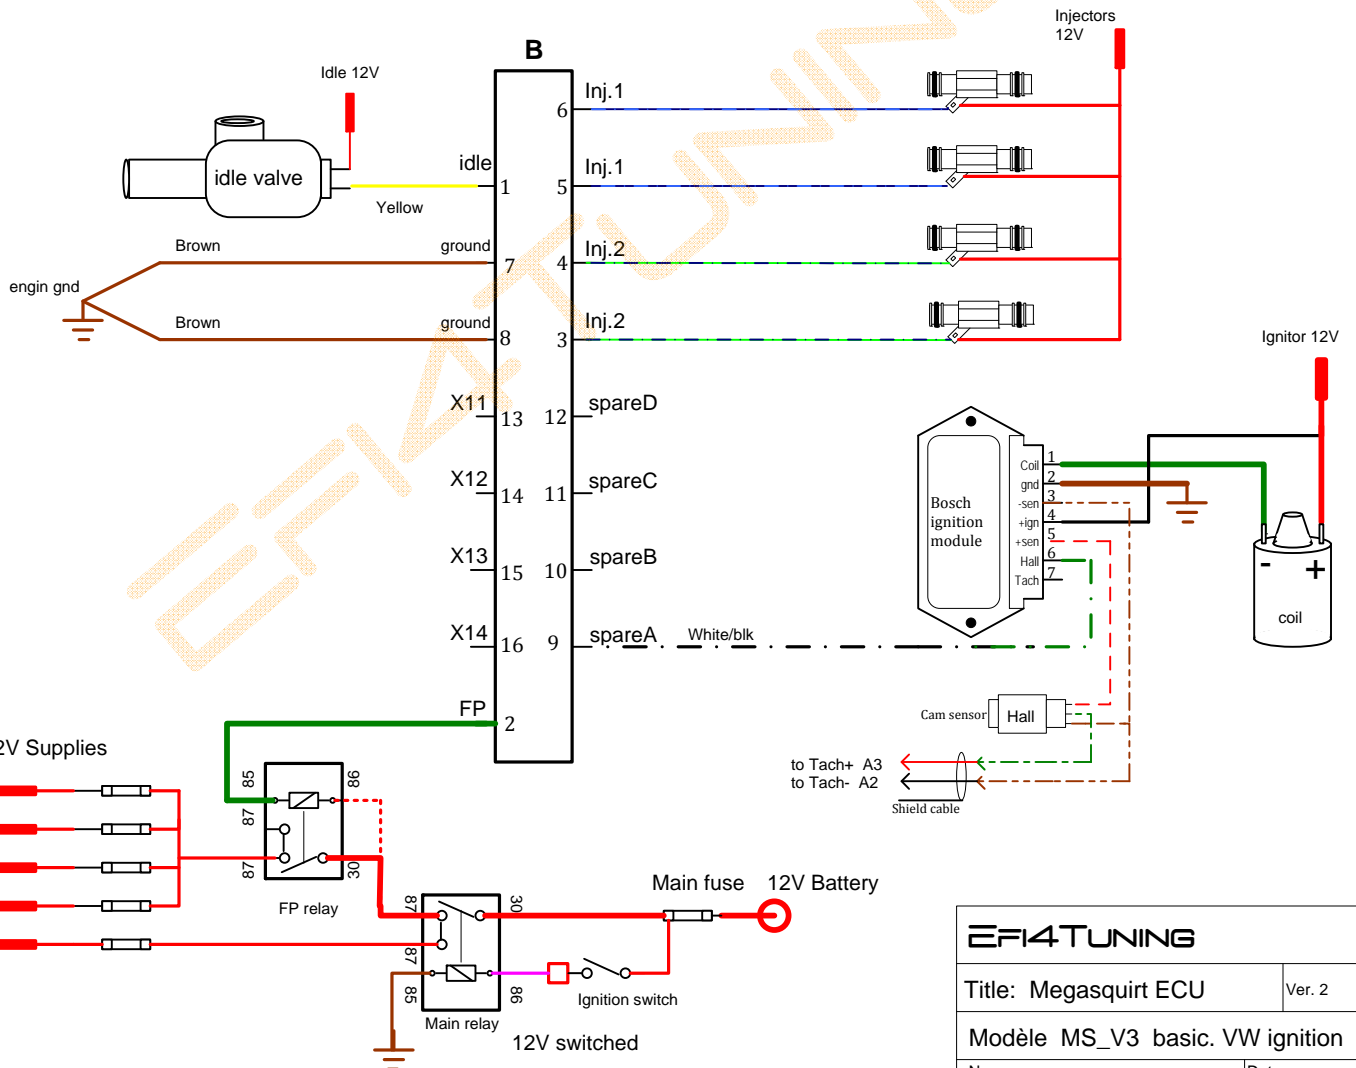 Injectors
12V
B
Idle 12V
Inj.1
6
idle
idle valve
1
Inj.1
5
Yellow
Brown
ground
7
Inj.2
4
engin gnd
Brown
ground
8
Inj.2
3
Ignitor 12V
X11
13
12
spareD
X12
14
11
spareC
X13
15
10
spareB
X14
16
9
spareA
White/blk
FP
2
Bosch
ignition
module
Coil 1
gnd 2
-sen 3
+ign 4
+sen 5
Hall 6
Tach 7
- +
coil
Cam sensor
Hall
to Tach+ A3
to Tach- A2
Shield cable
2V Supplies
85
86
87
87
30
FP relay
87
30
87
85
86
Main relay
Main fuse
12V Battery
Ignition switch
12V switched
EFI4TUNING
EFI4TUNING
Title: Megasquirt ECU
Ver. 2
Modèle MS_V3 basic. VW ignition